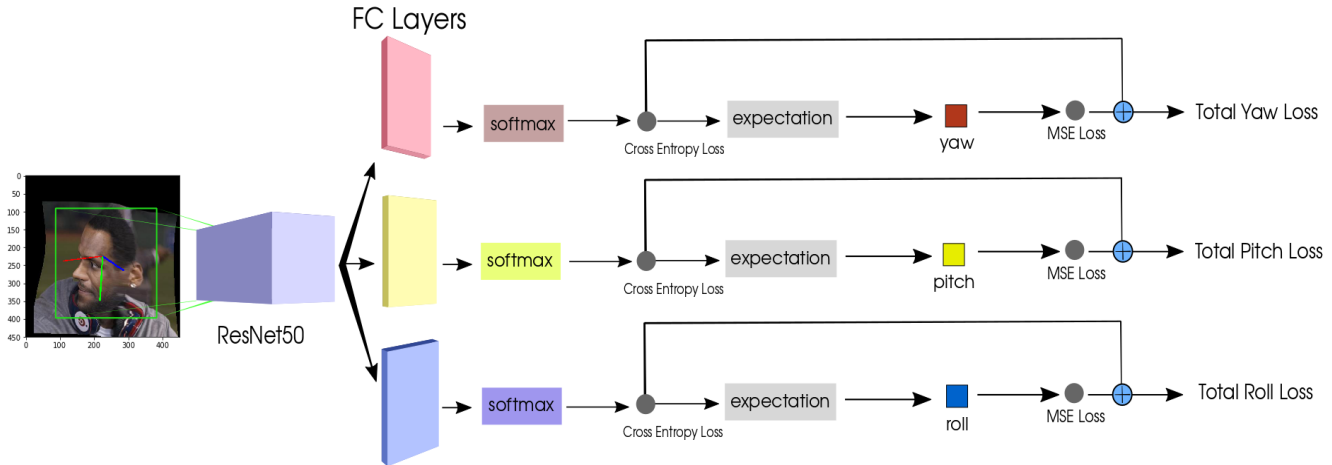 FC Layers
softmax
Cross Entropy Loss
expectation
yaw
MSE Loss
Total Yaw Loss
0
50
100
150
200
250
300
350
400
450
0
100
200
300
400
ResNet50
softmax
Cross Entropy Loss
expectation
pitch
MSE Loss
Total Pitch Loss
softmax
Cross Entropy Loss
expectation
roll
MSE Loss
Total Roll Loss